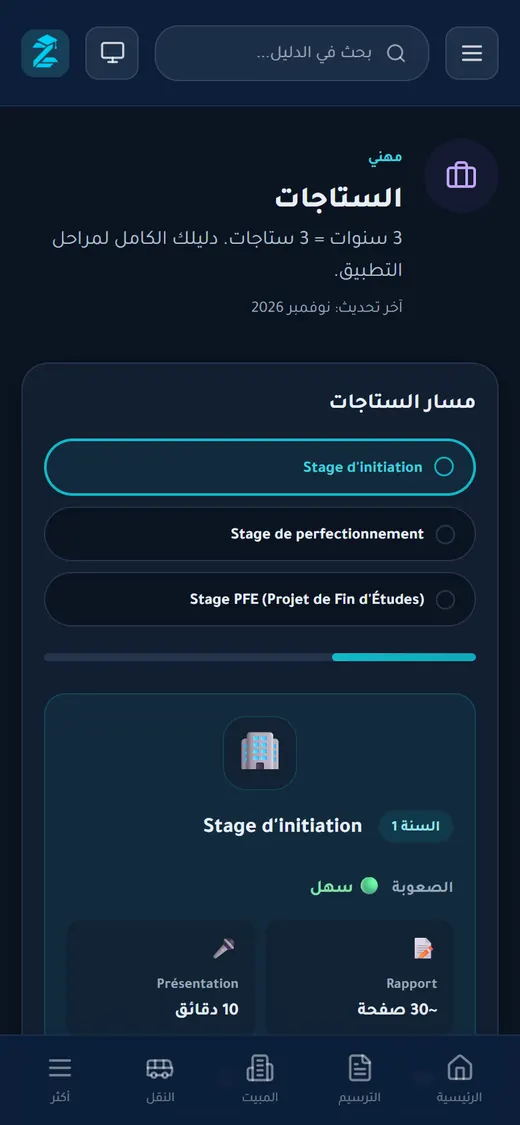 بحث في الدليل...
مهني
الستاجات
3 سنوات = 3 ستاجات. دليلك الكامل لمراحل
التطبيق.
آخر تحديث: نوفمبر 2026
مسار الستاجات
Stage d'initiation
Stage de perfectionnement
Stage PFE (Projet de Fin d'Études)
السنة 1
Stage d'initiation
الصعوبة
سهل
Rapport
~30 صفحة
Présentation
10 دقائق
الرئيسية
الترسيم
المبيت
النقل
أكثر